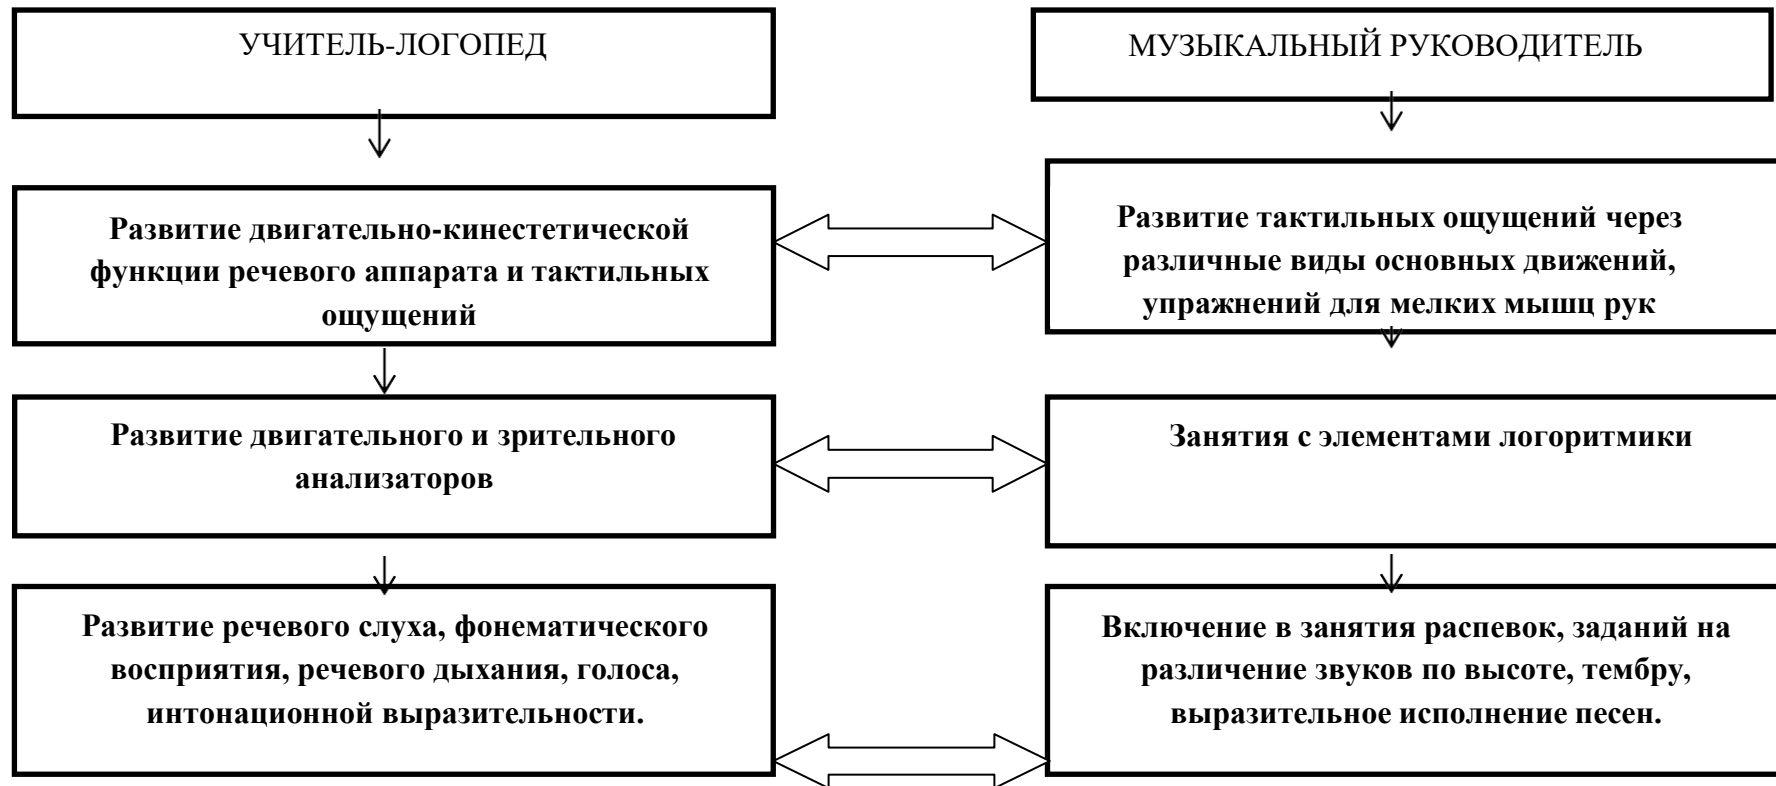 УЧИТЕЛЬ-ЛОГОПЕД
МУЗЫКАЛЬНЫЙ РУКОВОДИТЕЛЬ
Развитие двигательно-кинестетической
функции речевого аппарата и тактильных
ощущений
Развитие тактильных ощущений через
различные виды основных движений,
упражнений для мелких мышц рук
Развитие двигательного и зрительного
анализаторов
Занятия с элементами логоритмики
Развитие речевого слуха, фонематического
восприятия, речевого дыхания, голоса,
интонационной выразительности.
Включение в занятия распевок, заданий на
различение звуков по высоте, тембру,
выразительное исполнение песен.